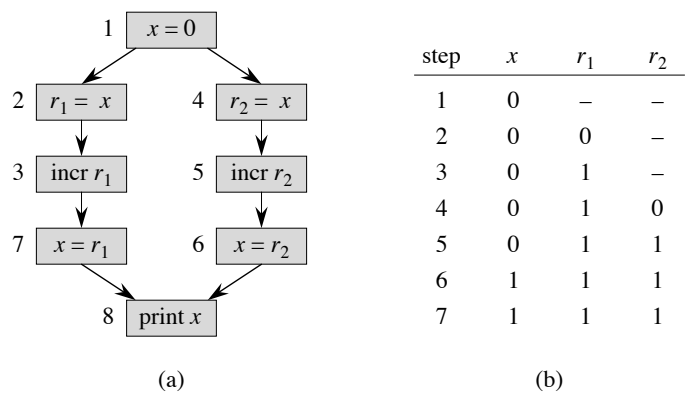 1 x = 0
2 r1 = x 4 r2 = x
3 incr r1 5 incr r2
7 x = r1 6 x = r2
8 print x
(a)
step x r1 r2
1 0 – –
2 0 0 –
3 0 1 –
4 0 1 0
5 0 1 1
6 1 1 1
7 1 1 1
(b)